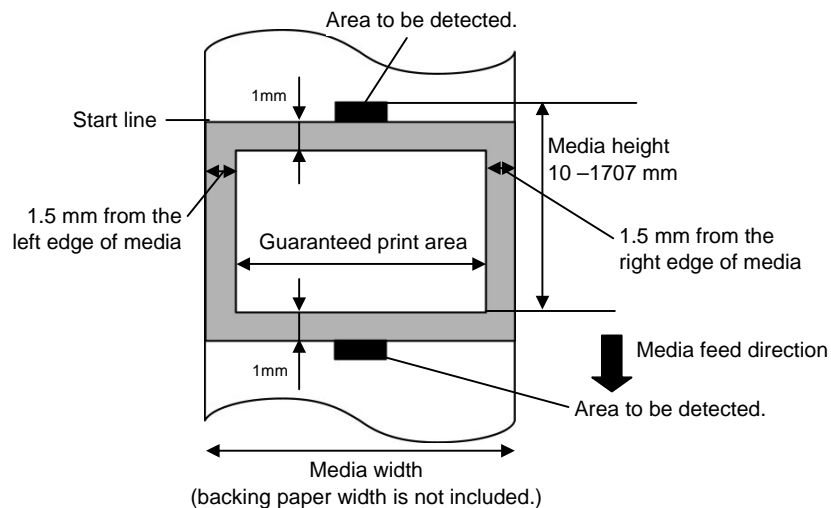 Area to be detected.
1mm
Start line
Media height
10 –1707 mm
1.5 mm from the
left edge of media
Guaranteed print area
1.5 mm from the
right edge of media
Media feed direction
1mm
Area to be detected.
Media width
(backing paper width is not included.)